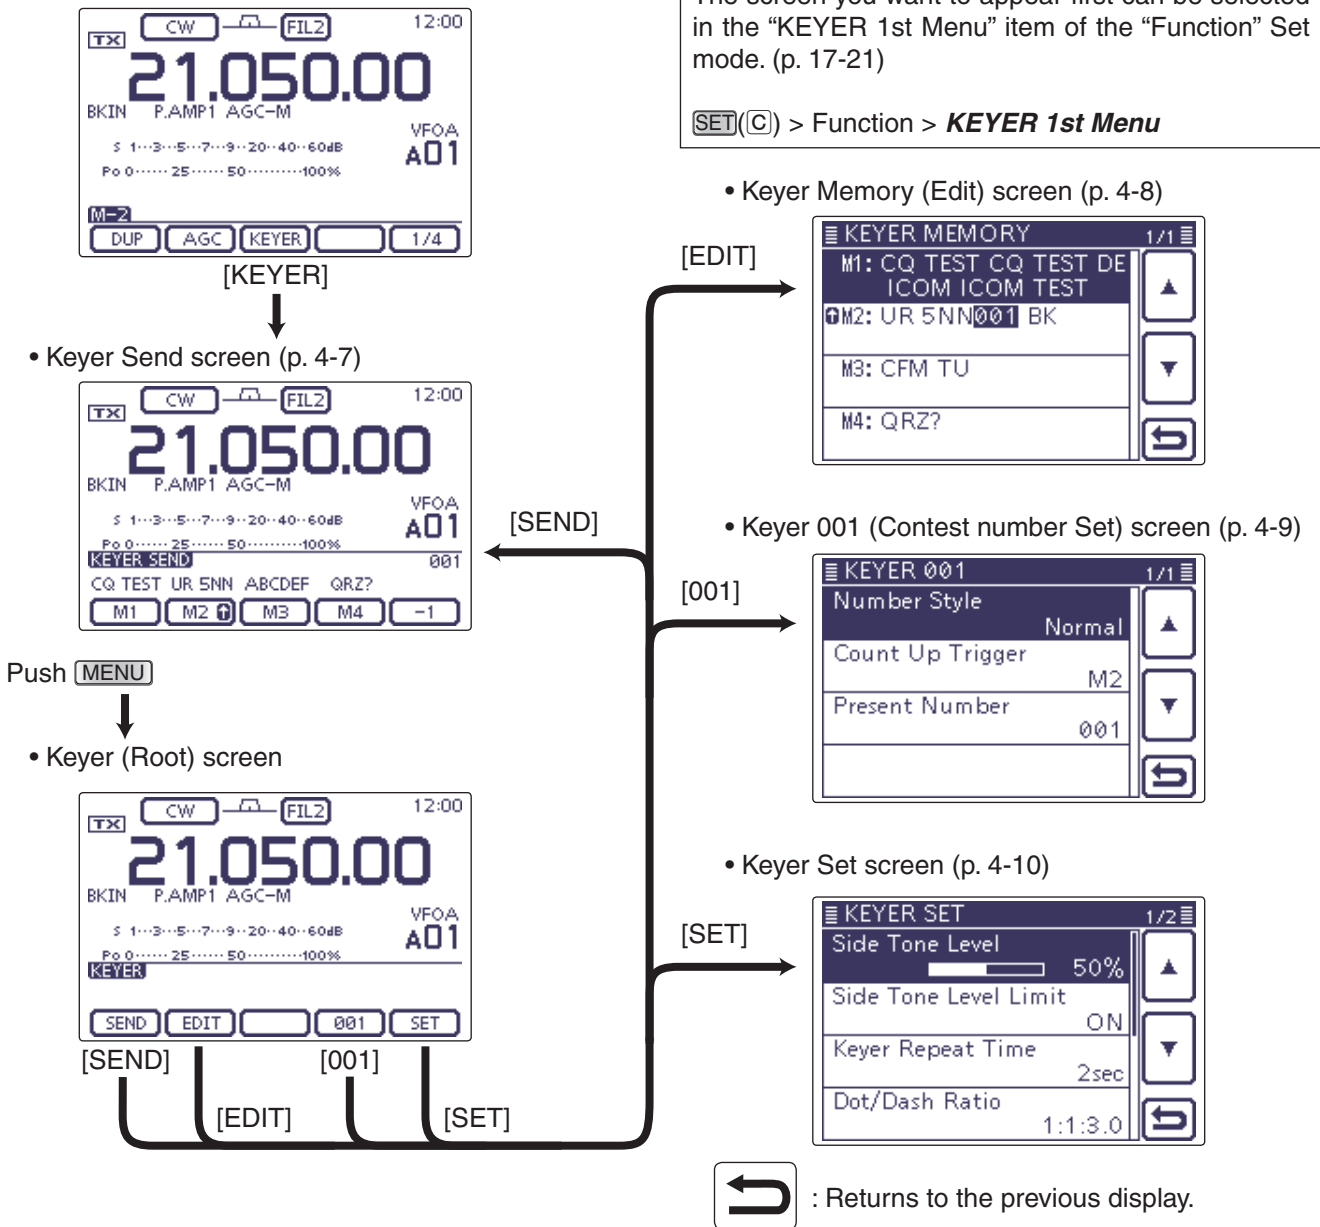 The screen you want to appear first can be selected
in the “KEYER 1st Menu” item of the “Function” Set
mode. (p. 17-21)
SET(C) > Function > KEYER 1st Menu
CW FIL2 12:00
TX
21.050.00
BKIN P.AMP1 AGC-M
VFOA
S 1···3···5···7···9··20··40··60dB
A01
Po 0······ 25······ 50·········100%
M-2
DUP AGC KEYER 1/4
[KEYER]
• Keyer Send screen (p. 4-7)
CW FIL2 12:00
TX
21.050.00
BKIN P.AMP1 AGC-M
VFOA
S 1···3···5···7···9··20··40··60dB
A01
Po 0······ 25······ 50·········100%
KEYER SEND 001
CQ TEST UR 5NN ABCDEF QRZ?
M1 M2 M3 M4 -1
[SEND]
Push MENU
• Keyer (Root) screen
CW FIL2 12:00
TX
21.050.00
BKIN P.AMP1 AGC-M
VFOA
S 1···3···5···7···9··20··40··60dB
A01
Po 0······ 25······ 50·········100%
KEYER
SEND EDIT 001 SET
[SEND] [001]
[EDIT] [SET]
• Keyer Memory (Edit) screen (p. 4-8)
[EDIT]
KEYER MEMORY 1/1
M1: CQ TEST CQ TEST DE
ICOM ICOM TEST
M2: UR 5NN001 BK
M3: CFM TU
M4: QRZ?
• Keyer 001 (Contest number Set) screen (p. 4-9)
[001]
KEYER 001 1/1
Number Style
Normal
Count Up Trigger
M2
Present Number
001
• Keyer Set screen (p. 4-10)
[SET]
KEYER SET 1/2
Side Tone Level
50%
Side Tone Level Limit
ON
Keyer Repeat Time
2sec
Dot/Dash Ratio
1:1:3.0
: Returns to the previous display.